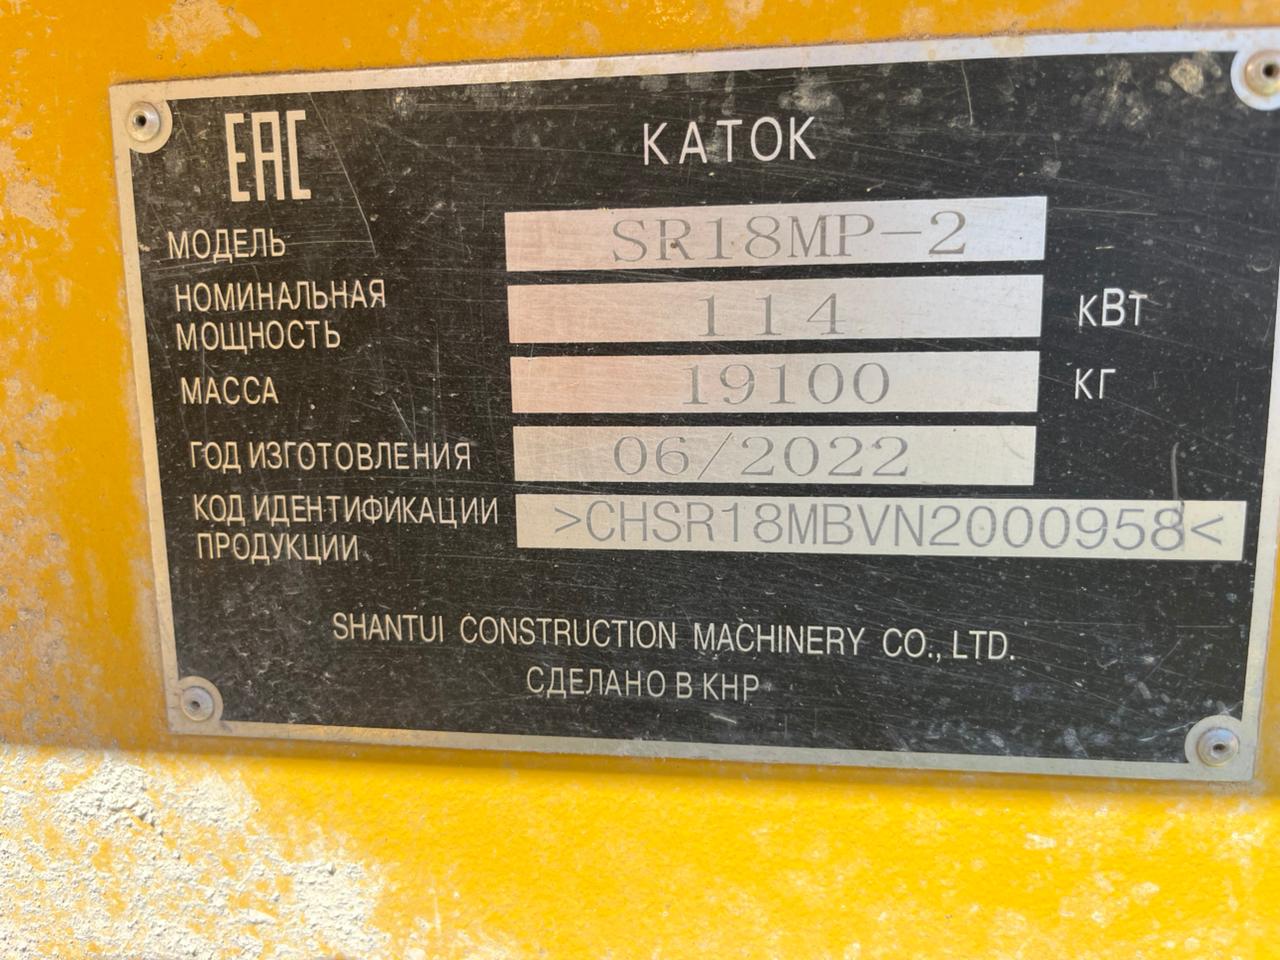 EAC
КАТОК
МОДЕЛЬ SR18MP-2
НОМИНАЛЬНАЯ МОЩНОСТЬ 114 кВт
МАССА 19100 КГ
ГОД ИЗГОТОВЛЕНИЯ 06/2022
КОД ИДЕНТИФИКАЦИИ ПРОДУКЦИИ >CHSR18MBVN2000958<
SHANTUI CONSTRUCTION MACHINERY CO., LTD.
СДЕЛАНО В КНР